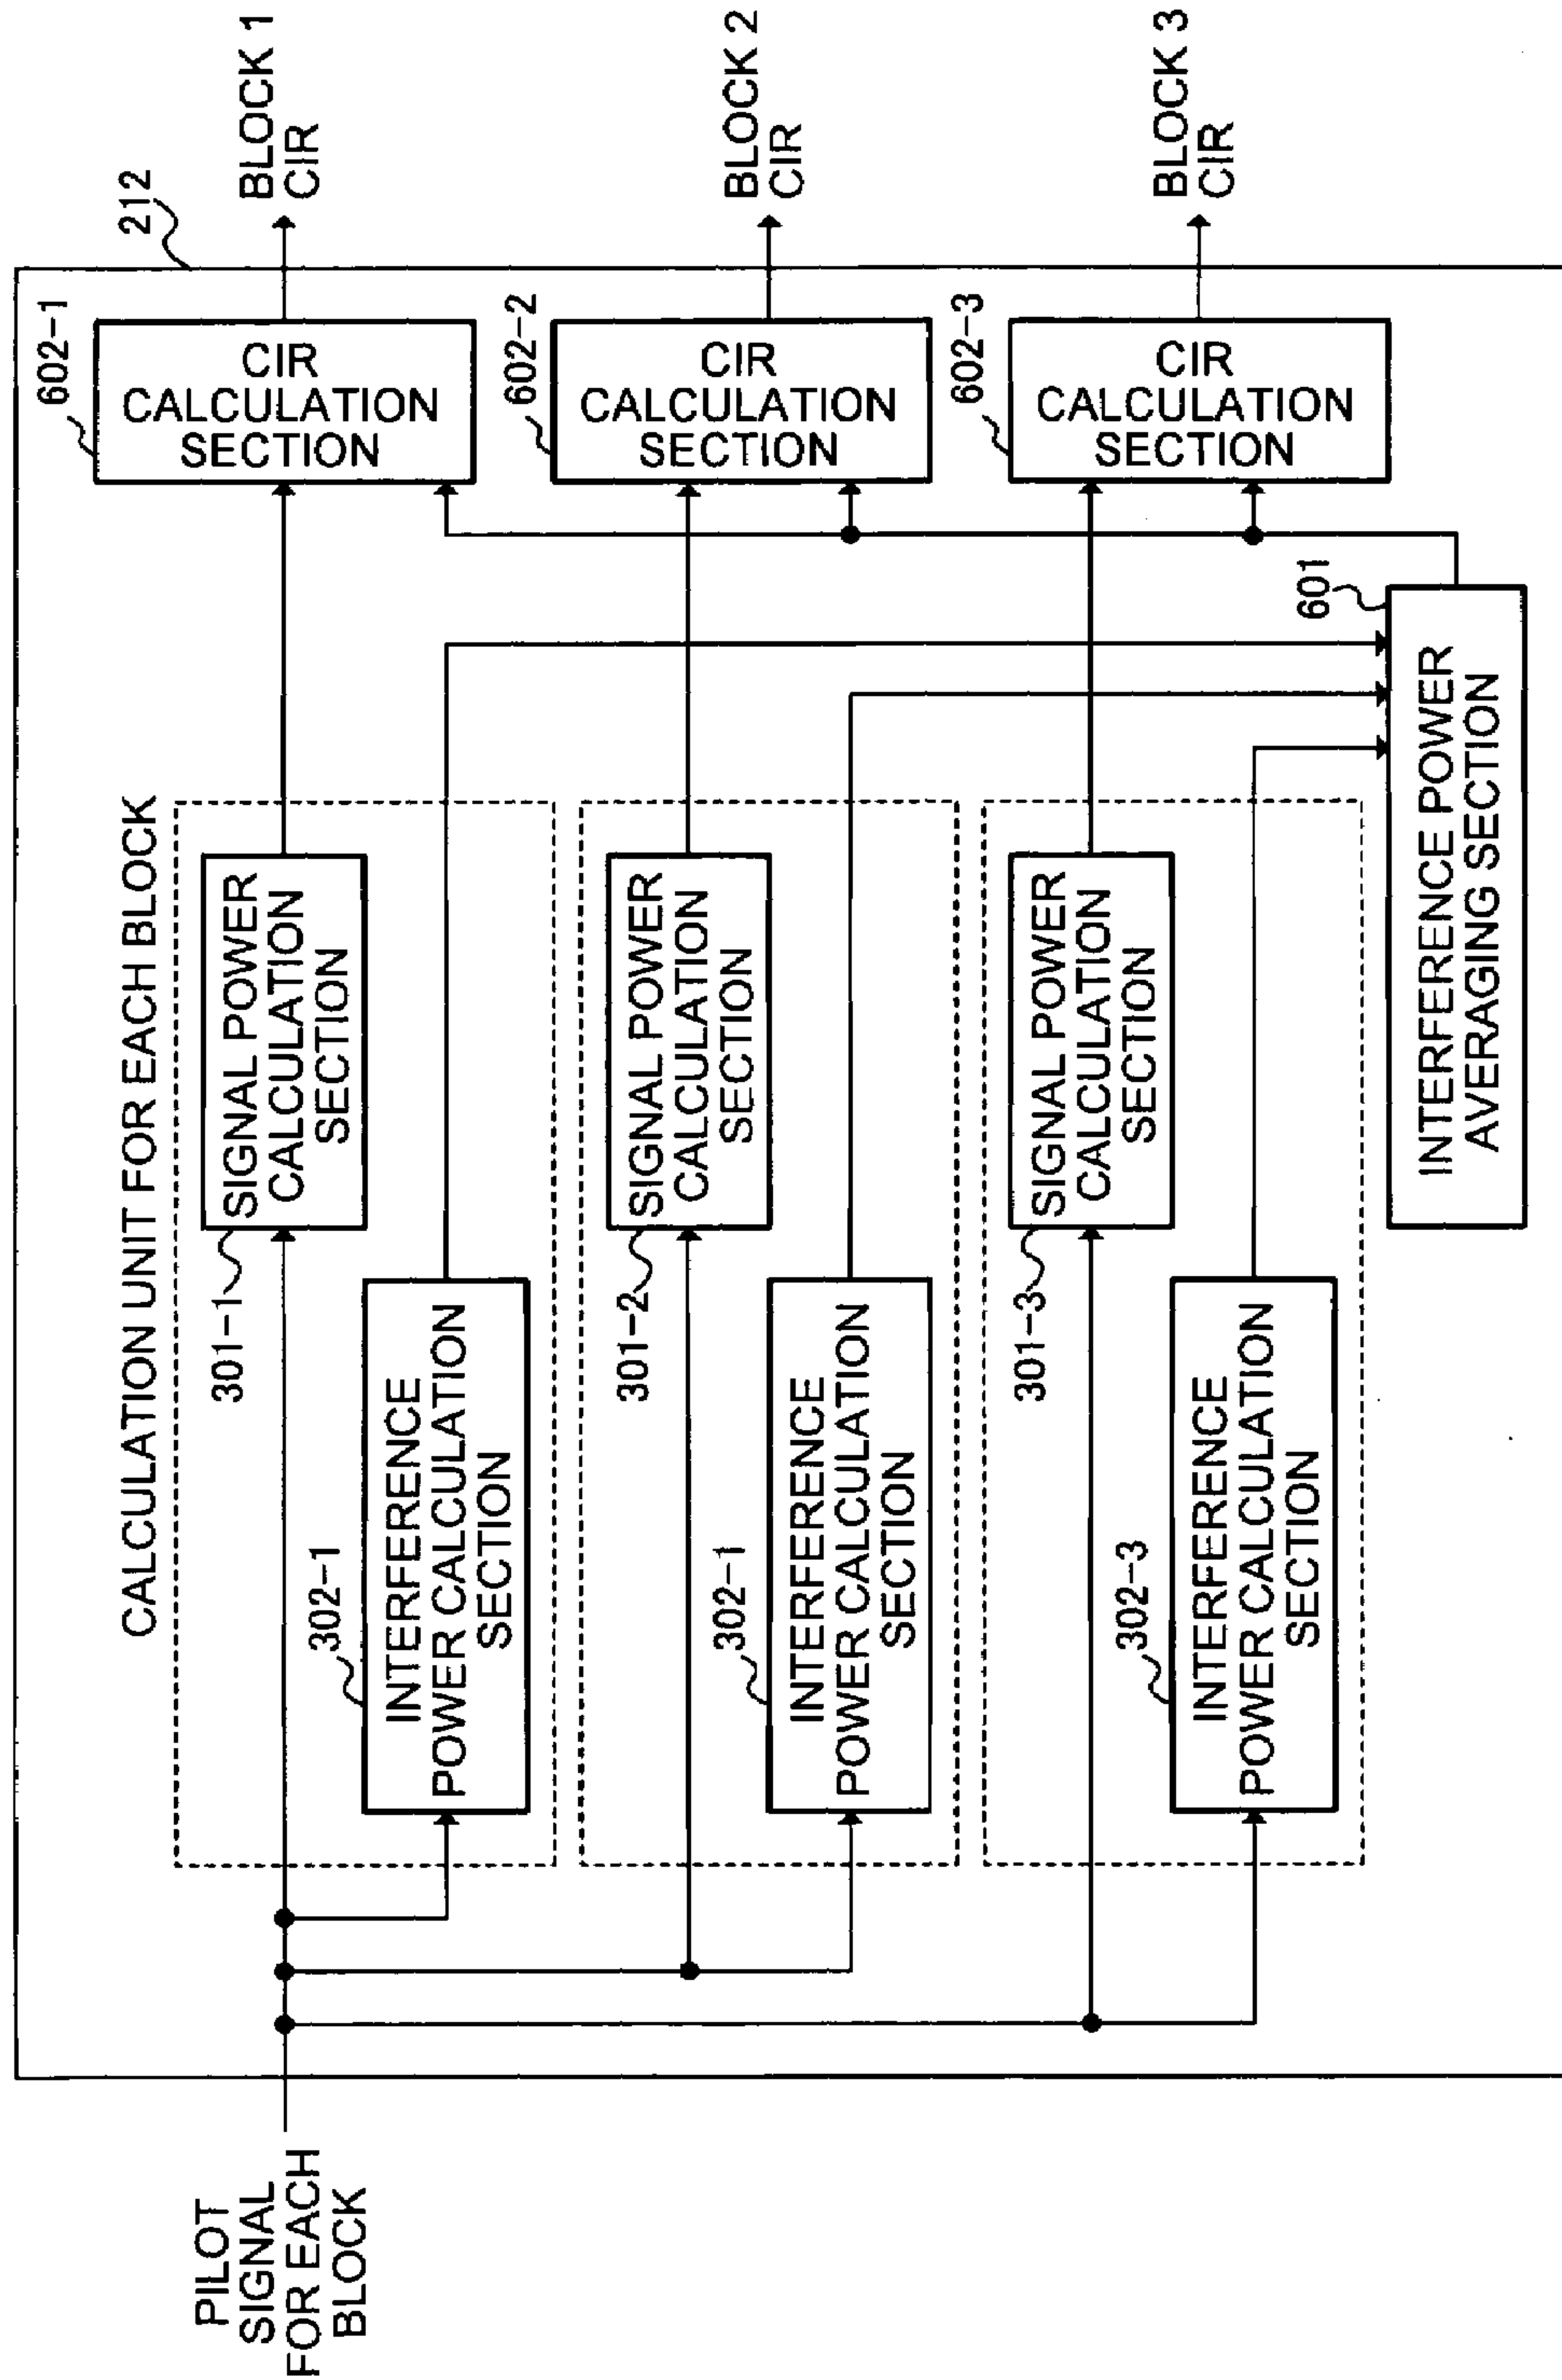 PILOT
SIGNAL
FOR EACH
BLOCK
CALCULATION UNIT FOR EACH BLOCK
212
301-1
SIGNAL POWER
CALCULATION
SECTION
302-1
INTERFERENCE
POWER CALCULATION
SECTION
602-1
CIR
CALCULATION
SECTION
BLOCK 1
CIR
301-2
SIGNAL POWER
CALCULATION
SECTION
302-1
INTERFERENCE
POWER CALCULATION
SECTION
602-2
CIR
CALCULATION
SECTION
BLOCK 2
CIR
301-3
SIGNAL POWER
CALCULATION
SECTION
302-3
INTERFERENCE
POWER CALCULATION
SECTION
602-3
CIR
CALCULATION
SECTION
BLOCK 3
CIR
601
INTERFERENCE POWER
AVERAGING SECTION